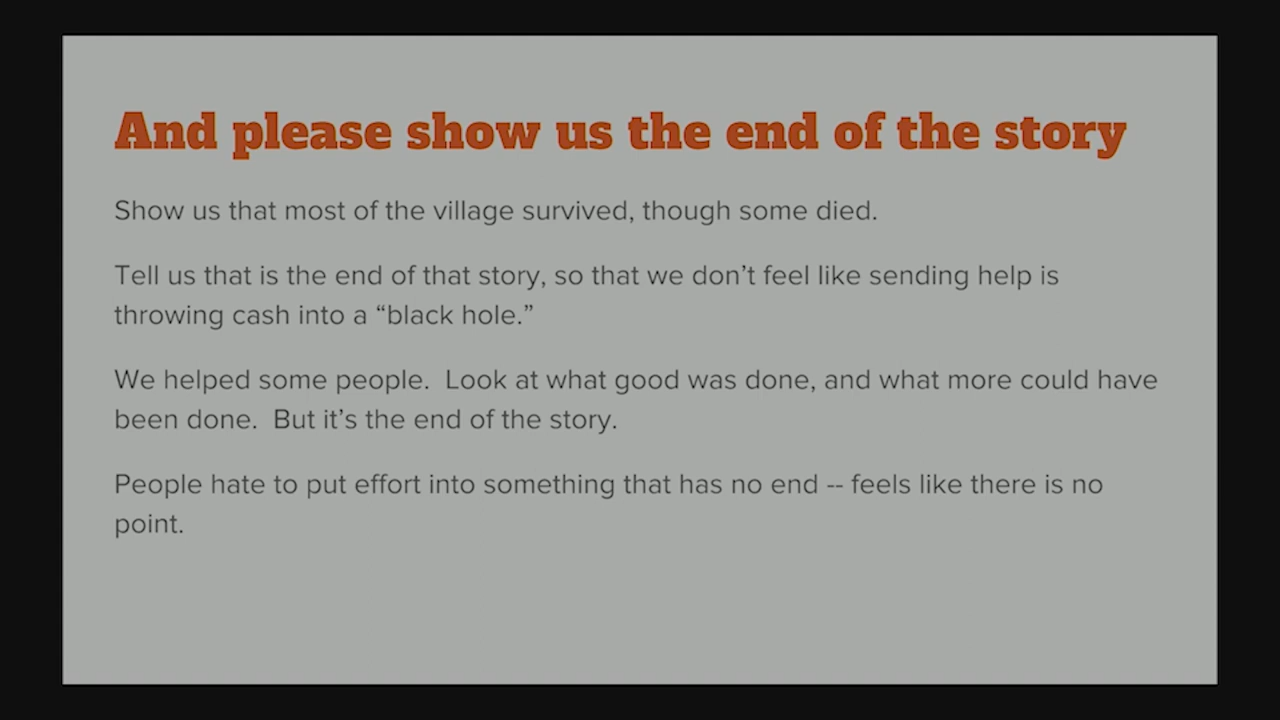 And please show us the end of the story
Show us that most of the village survived, though some died.
Tell us that is the end of that story, so that we don’t feel like sending help is
throwing cash into a “black hole.”
We helped some people.  Look at what good was done, and what more could have
been done.  But it’s the end of the story.
People hate to put effort into something that has no end -- feels like there is no
point.